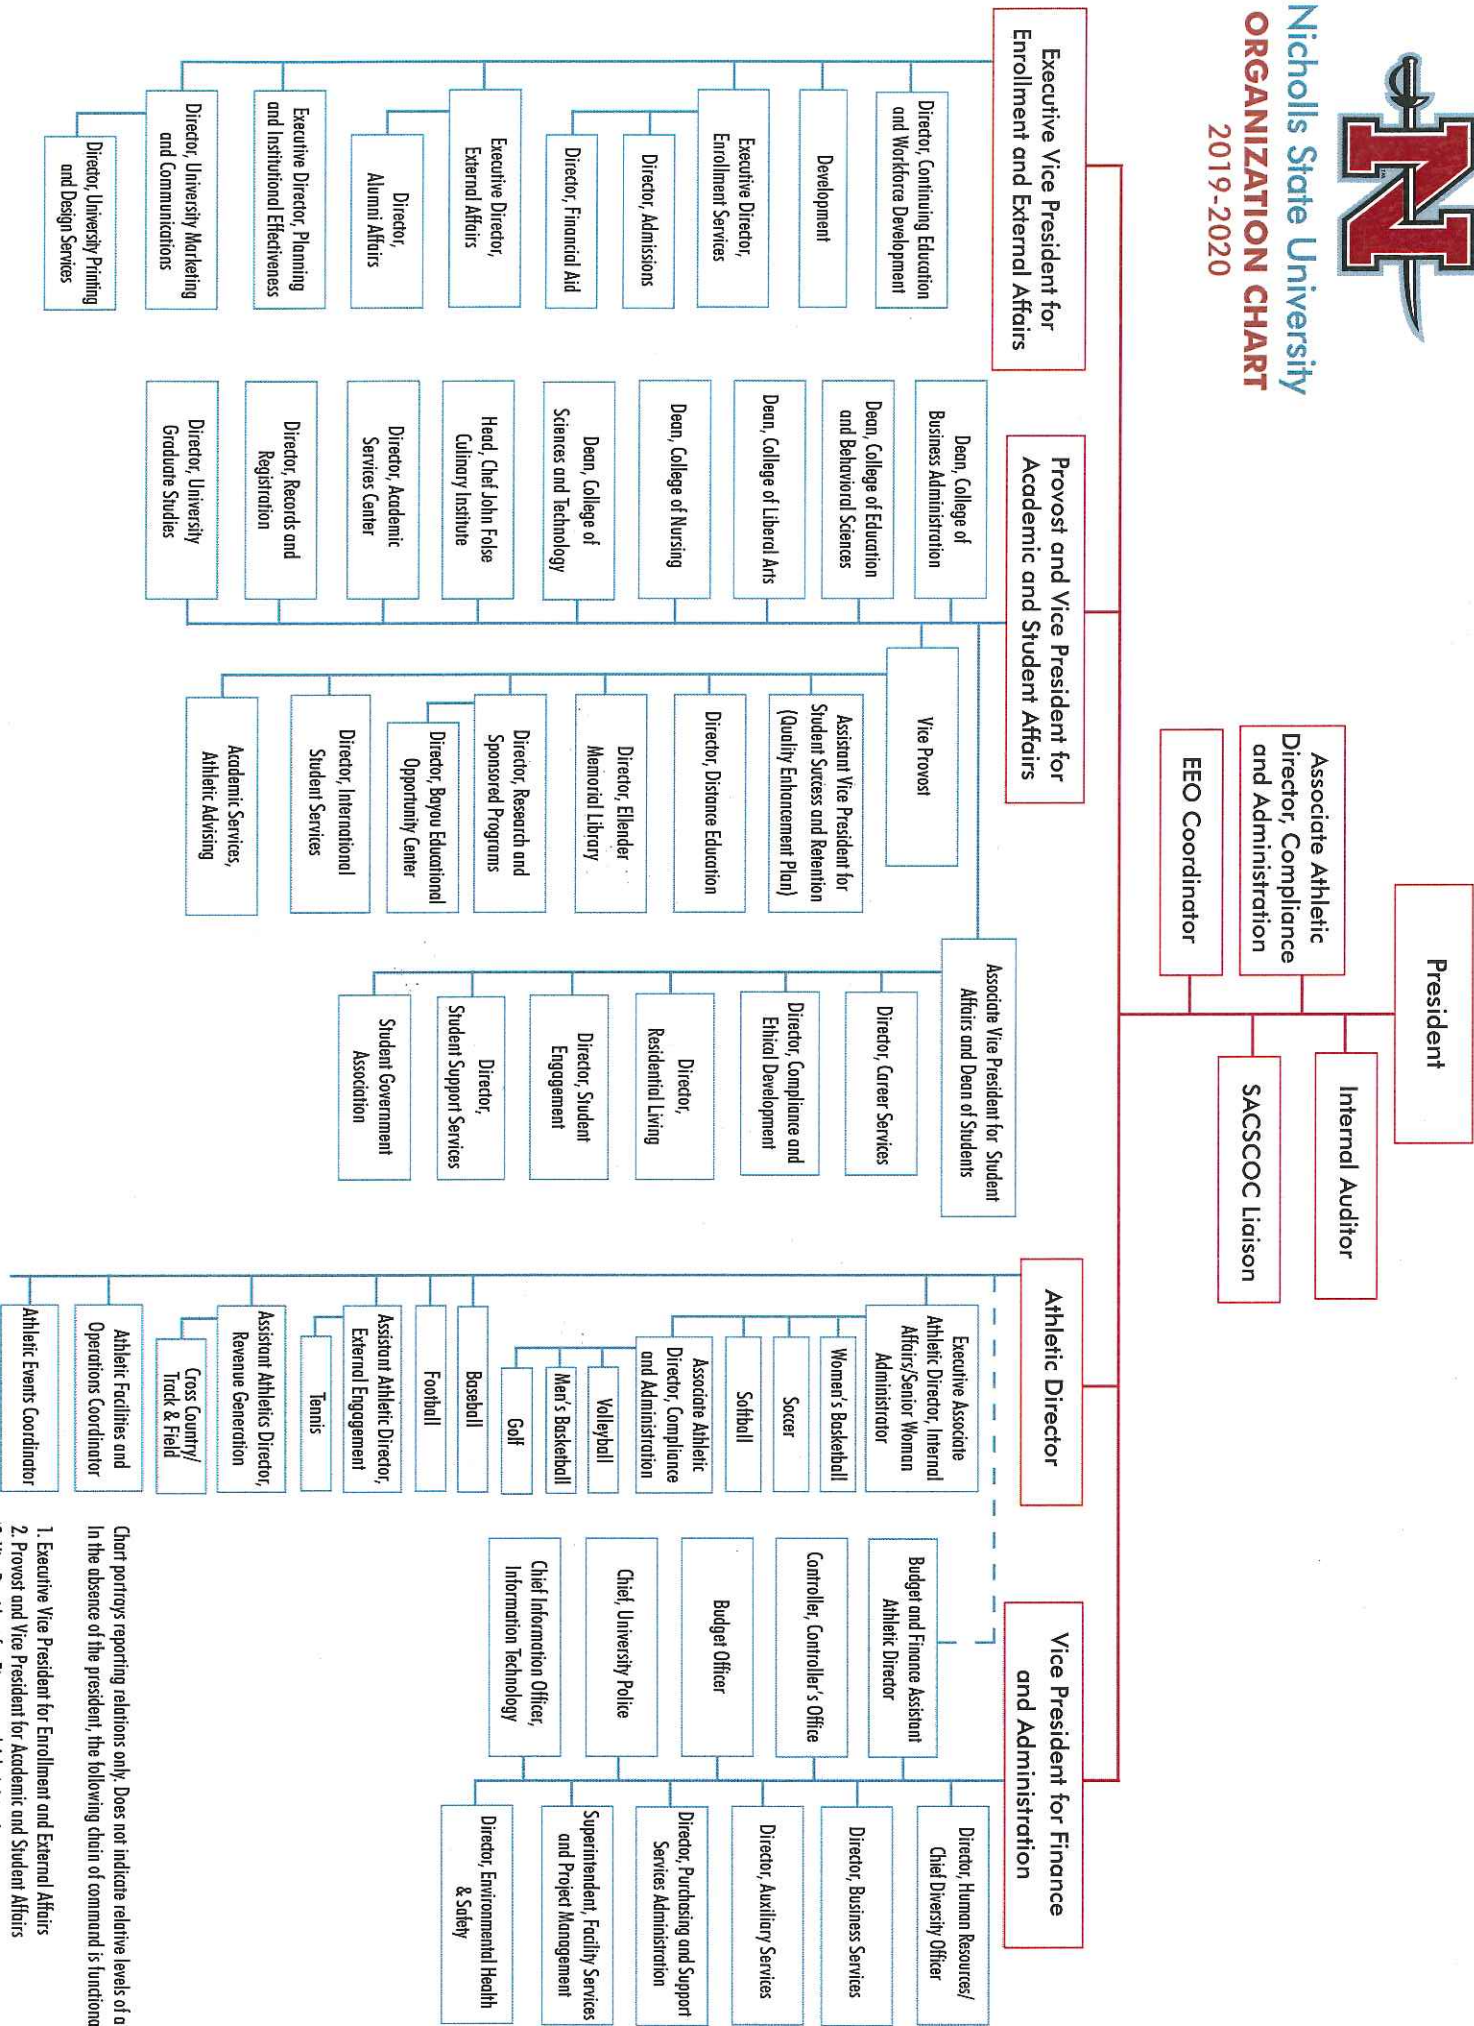 N
TM
Nicholls State University
ORGANIZATION CHART
2019-2020
President
Associate Athletic
Director, Compliance
and Administration
Internal Auditor
EEO Coordinator
SACSCOC Liaison
Executive Vice President for
Enrollment and External Affairs
Director, Continuing Education
and Workforce Development
Development
Executive Director,
Enrollment Services
Director, Admissions
Director, Financial Aid
Executive Director,
External Affairs
Director,
Alumni Affairs
Executive Director, Planning
and Institutional Effectiveness
Director, University Marketing
and Communications
Director, University Printing
and Design Services
Provost and Vice President for
Academic and Student Affairs
Dean, College of
Business Administration
Dean, College of Education
and Behavioral Sciences
Dean, College of Liberal Arts
Dean, College of Nursing
Dean, College of
Sciences and Technology
Head, Chef John Folse
Culinary Institute
Director, Academic
Services Center
Director, Records and
Registration
Director, University
Graduate Studies
Vice Provost
Assistant Vice President for
Student Success and Retention
(Quality Enhancement Plan)
Director, Distance Education
Director, Ellender
Memorial Library
Director, Research and
Sponsored Programs
Director, Bayou Educational
Opportunity Center
Director, International
Student Services
Academic Services,
Athletic Advising
Associate Vice President for Student
Affairs and Dean of Students
Director, Career Services
Director, Compliance and
Ethical Development
Director,
Residential Living
Director, Student
Engagement
Director,
Student Support Services
Student Government
Association
Athletic Director
Executive Associate
Athletic Director, Internal
Affairs/Senior Woman
Administrator
Women's Basketball
Soccer
Softball
Associate Athletic
Director, Compliance
and Administration
Volleyball
Men's Basketball
Golf
Baseball
Football
Assistant Athletic Director,
External Engagement
Tennis
Assistant Athletics Director,
Revenue Generation
Cross Country/
Track & Field
Athletic Facilities and
Operations Coordinator
Athletic Events Coordinator
Vice President for Finance
and Administration
Budget and Finance Assistant
Athletic Director
Controller, Controller's Office
Budget Officer
Chief, University Police
Chief Information Officer,
Information Technology
Director, Human Resources/
Chief Diversity Officer
Director, Business Services
Director, Auxiliary Services
Director, Purchasing and Support
Services Administration
Superintendent, Facility Services
and Project Management
Director, Environmental Health
& Safety
Chart portrays reporting relations only. Does not indicate relative levels of a
In the absence of the president, the following chain of command is functiona
1. Executive Vice President for Enrollment and External Affairs
2. Provost and Vice President for Academic and Student Affairs